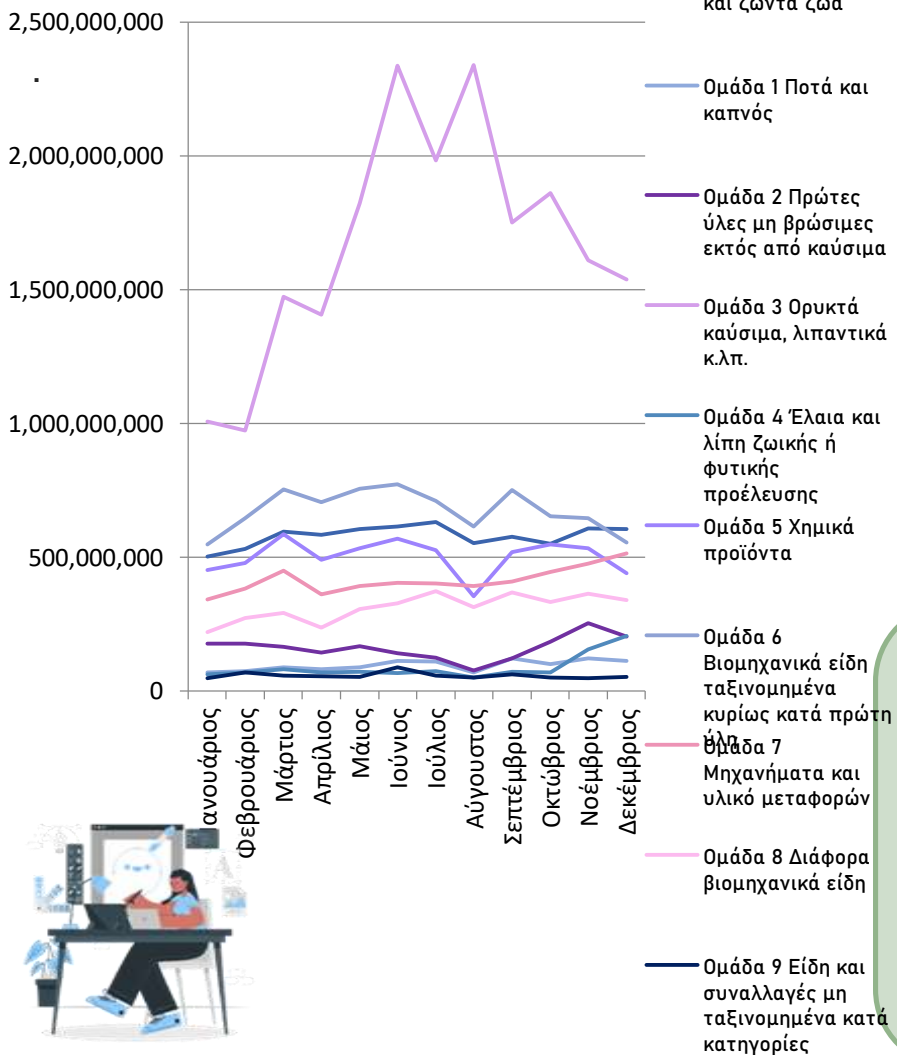 και ζώντα ζώα
2,500,000,000
.
Ομάδα 1 Ποτά και
καπνός
2,000,000,000
Ομάδα 2 Πρώτες
ύλες μη βρώσιμες
εκτός από καύσιμα
1,500,000,000
Ομάδα 3 Ορυκτά
καύσιμα, λιπαντικά
κ.λπ.
1,000,000,000
Ομάδα 4 Έλαια και
λίπη ζωικής ή
φυτικής
προέλευσης
500,000,000
Ομάδα 5 Χημικά
προϊόντα
0
Ομάδα 6
Βιομηχανικά είδη
ταξινομημένα
κυρίως κατά πρώτη
ύλη
Ομάδα 7
Μηχανήματα και
υλικό μεταφορών
Ομάδα 8 Διάφορα
βιομηχανικά είδη
Ομάδα 9 Είδη και
συναλλαγές μη
ταξινομημένα κατά
κατηγορίες
ανουάριος
Φεβρουάριος
Μάρτιος
Απρίλιος
Μάιος
Ιούνιος
Ιούλιος
Αύγουστος
Σεπτέμβριος
Οκτώβριος
Νοέμβριος
Δεκέμβριος